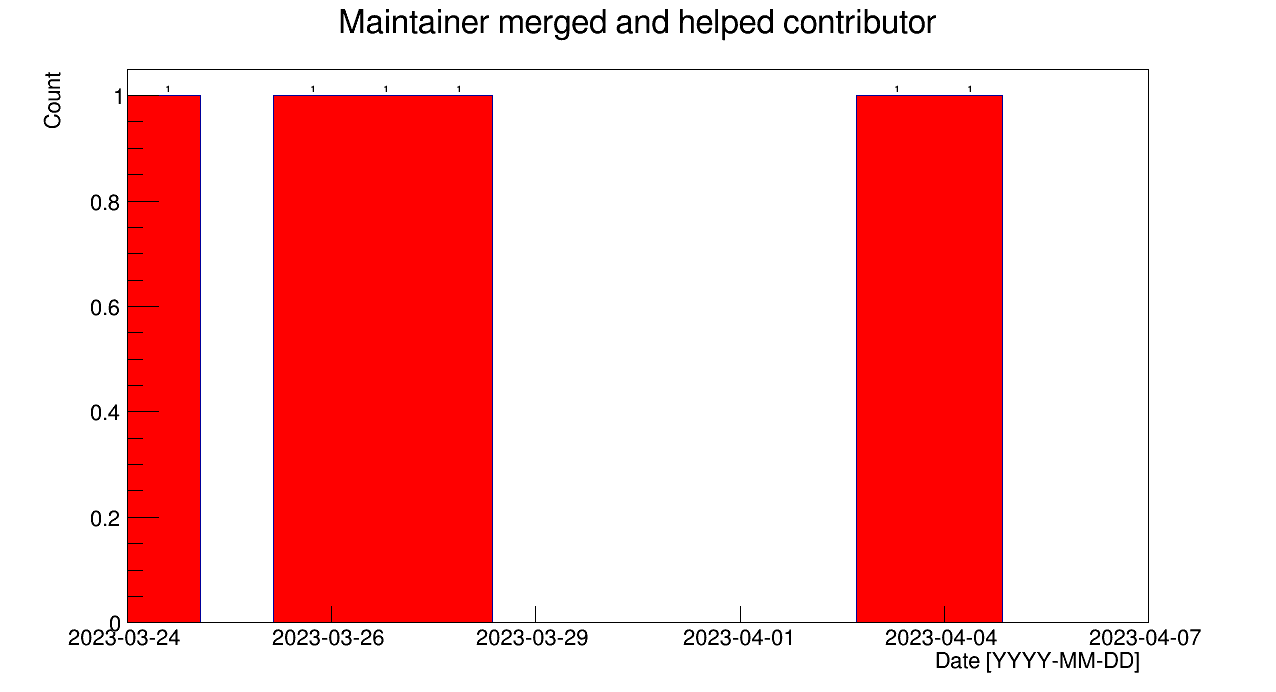 Maintainer merged and helped contributor
Count
1 1 1 1 1 1
1
0.8
0.6
0.4
0.2
0
2023-03-24 2023-03-26 2023-03-29 2023-04-01 2023-04-04 2023-04-07
Date [YYYY-MM-DD]